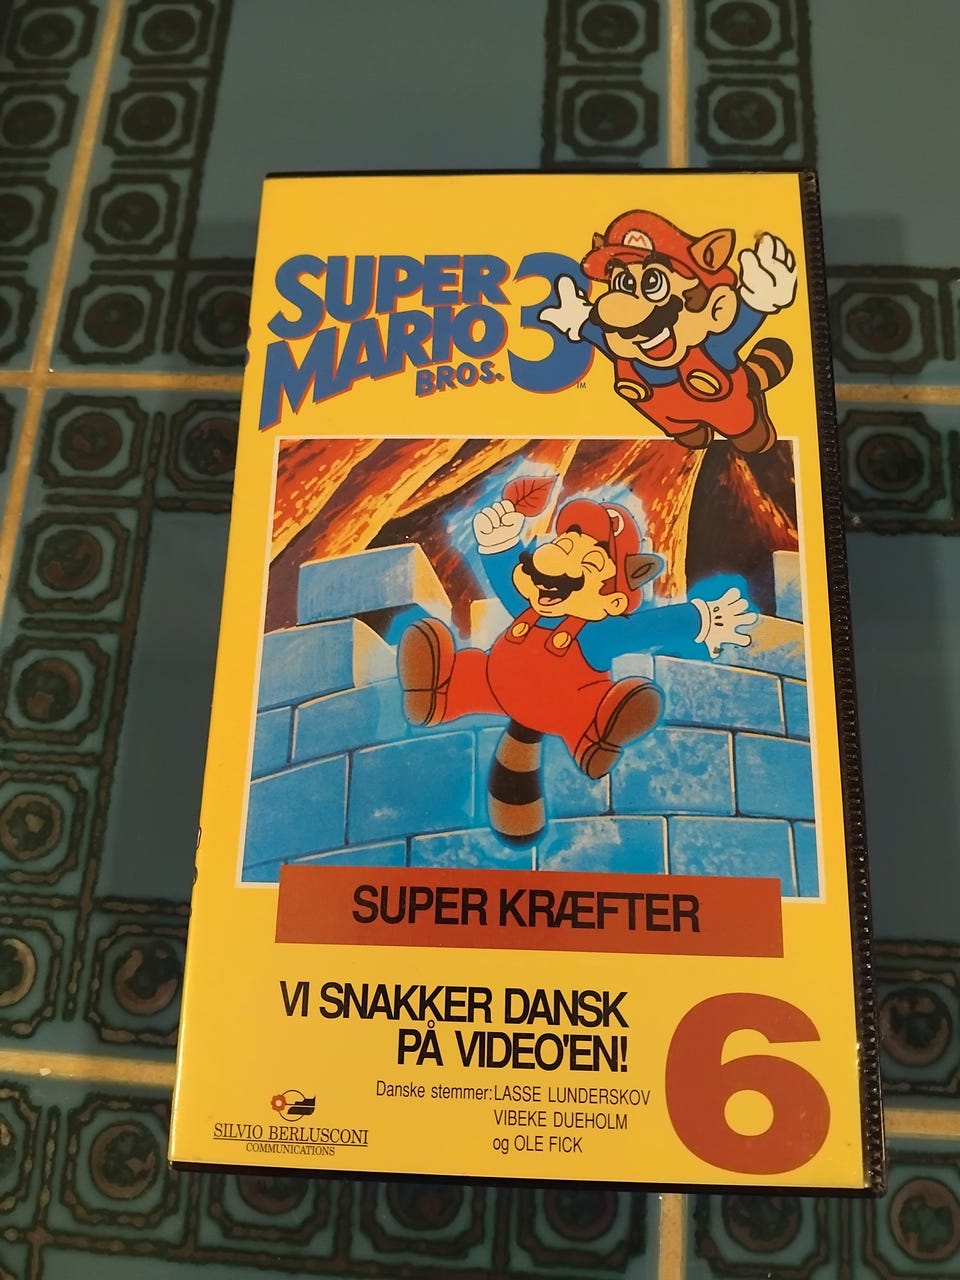 SUPER
MARIO
BROS. 3 TM
M
SUPER KRÆFTER
VI SNAKKER DANSK
PÅ VIDEO'EN!
Danske stemmer: LASSE LUNDERSKOV
VIBEKE DUEHOLM
og OLE FICK
6
SILVIO BERLUSCONI
COMMUNICATIONS